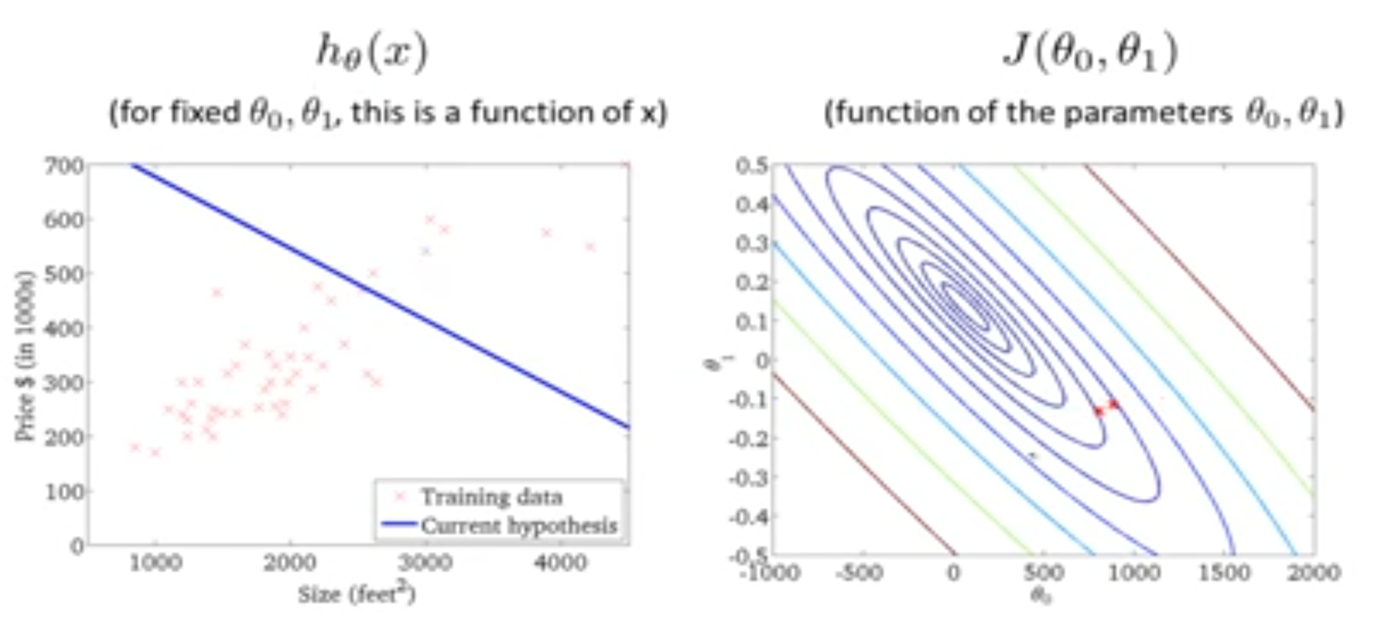 hθ(x)
(for fixed θ0, θ1, this is a function of x)
700
600
500
400
300
200
100
0
Price $ (in 1000s)
1000 2000 3000 4000
Size (feet²)
× Training data
Current hypothesis
J(θ0, θ1)
(function of the parameters θ0, θ1)
0.5
0.4
0.3
0.2
0.1
0
-0.1
-0.2
-0.3
-0.4
-0.5
θ1
-1000 -500 0 500 1000 1500 2000
θ0